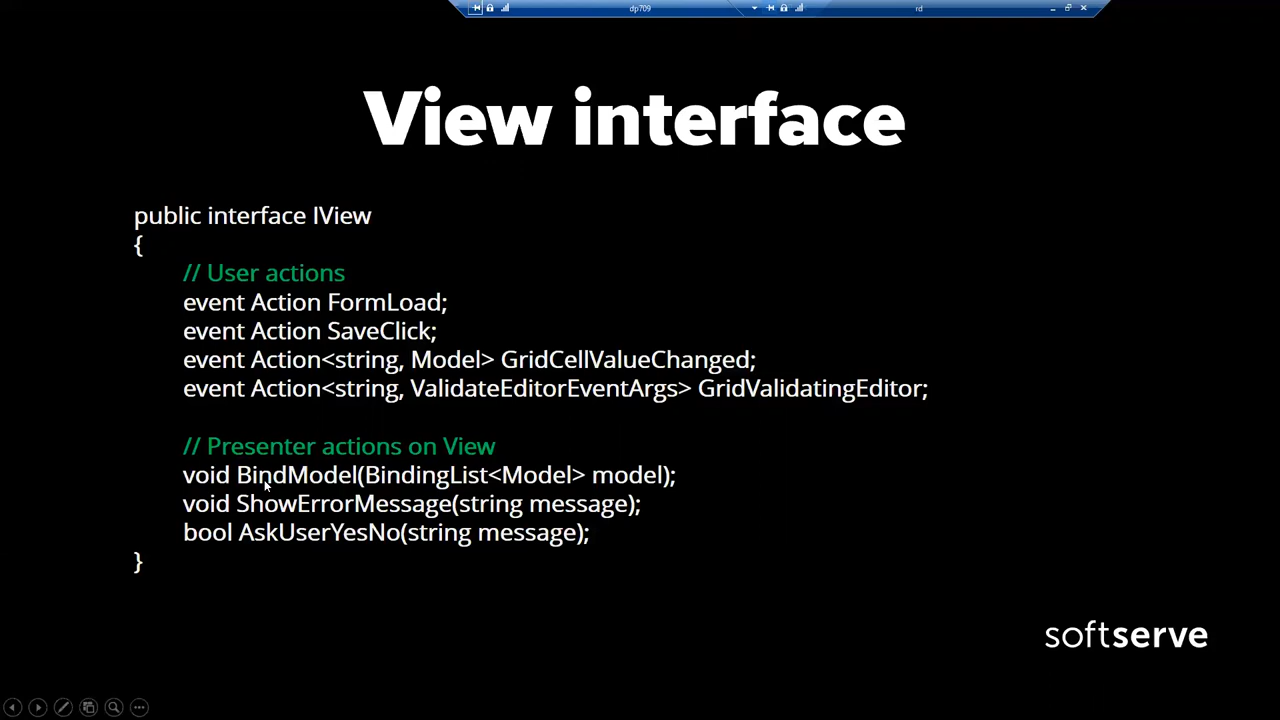 dp709
rd
View interface
public interface IView
{
// User actions
event Action FormLoad;
event Action SaveClick;
event Action<string, Model> GridCellValueChanged;
event Action<string, ValidateEditorEventArgs> GridValidatingEditor;
// Presenter actions on View
void BindModel(BindingList<Model> model);
void ShowErrorMessage(string message);
bool AskUserYesNo(string message);
}
softserve